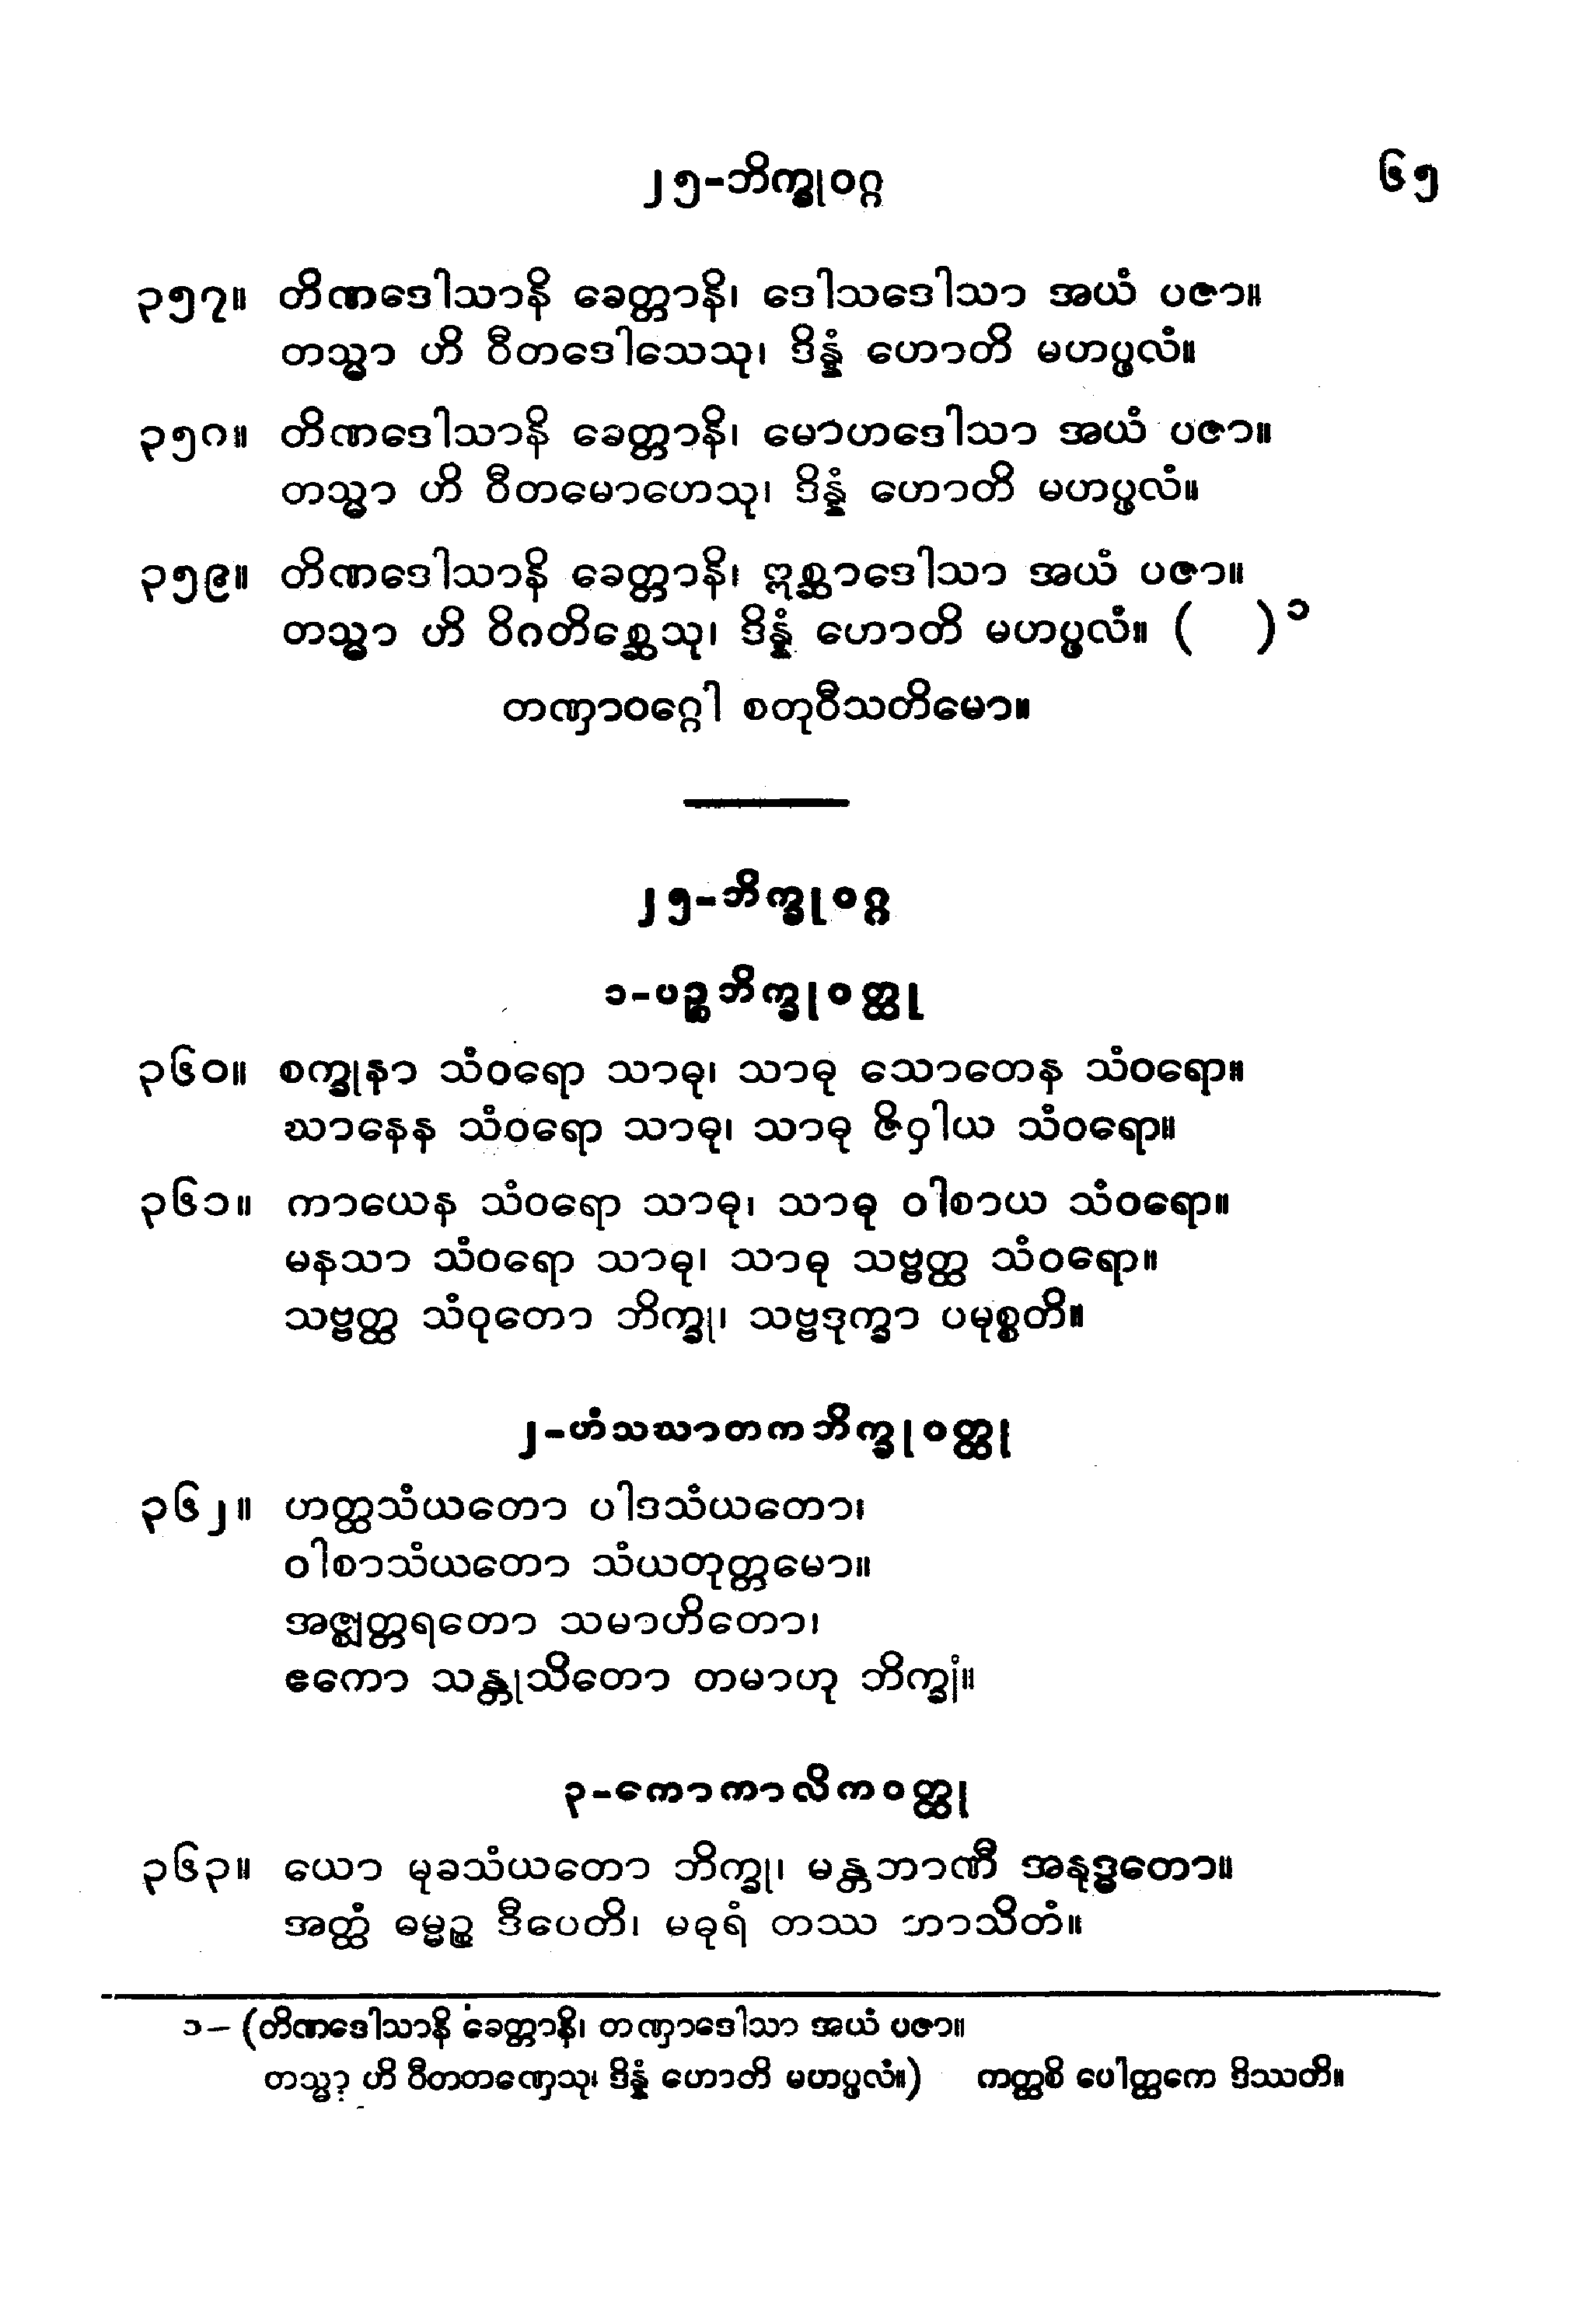 ၂၅-ဘိက္ခုဝဂ္ဂ ၆၅
၃၅၇။ တိဏဒေါသာနိ ခေတ္တာနိ၊ ဒေါသဒေါသာ အယံ ပဇာ။
တသ္မာ ဟိ ဝီတဒေါသေသု၊ ဒိန္နံ ဟောတိ မဟပ္ဖလံ။
၃၅၈။ တိဏဒေါသာနိ ခေတ္တာနိ၊ မောဟဒေါသာ အယံ ပဇာ။
တသ္မာ ဟိ ဝီတမောဟေသု၊ ဒိန္နံ ဟောတိ မဟပ္ဖလံ။
၃၅၉။ တိဏဒေါသာနိ ခေတ္တာနိ၊ ဣစ္ဆာဒေါသာ အယံ ပဇာ။
တသ္မာ ဟိ ဝိဂတိစ္ဆေသု၊ ဒိန္နံ ဟောတိ မဟပ္ဖလံ။ ( )၁
တဏှာဝဂ္ဂေါ စတုဝီသတိမော။
၂၅-ဘိက္ခုဝဂ္ဂ
၁-ပဉ္စဘိက္ခုဝတ္ထု
၃၆၀။ စက္ခုနာ သံဝရော သာဓု၊ သာဓု သောတေန သံဝရော။
ဃာနေန သံဝရော သာဓု၊ သာဓု ဇိဝှါယ သံဝရော။
၃၆၁။ ကာယေန သံဝရော သာဓု၊ သာဓု ဝါစာယ သံဝရော။
မနသာ သံဝရော သာဓု၊ သာဓု သဗ္ဗတ္ထ သံဝရော။
သဗ္ဗတ္ထ သံဝုတော ဘိက္ခု၊ သဗ္ဗဒုက္ခာ ပမုစ္စတိ။
၂-ဟံသဃာတကဘိက္ခုဝတ္ထု
၃၆၂။ ဟတ္ထသံယတော ပါဒသံယတော၊
ဝါစာသံယတော သံယတုတ္တမော။
အဇ္ဈတ္တရတော သမာဟိတော၊
ဧကော သန္တုသိတော တမာဟု ဘိက္ခုံ။
၃-ကောကာလိကဝတ္ထု
၃၆၃။ ယော မုခသံယတော ဘိက္ခု၊ မန္တဘာဏီ အနုဒ္ဓတော။
အတ္ထံ ဓမ္မဉ္စ ဒီပေတိ၊ မဓုရံ တဿ ဘာသိတံ။
၁– (တိဏဒေါသာနိ ခေတ္တာနိ၊ တဏှာဒေါသာ အယံ ပဇာ။
တသ္မာ ဟိ ဝီတတဏှေသု၊ ဒိန္နံ ဟောတိ မဟပ္ဖလံ။) ကတ္ထစိ ပေါတ္ထကေ ဒိဿတိ။